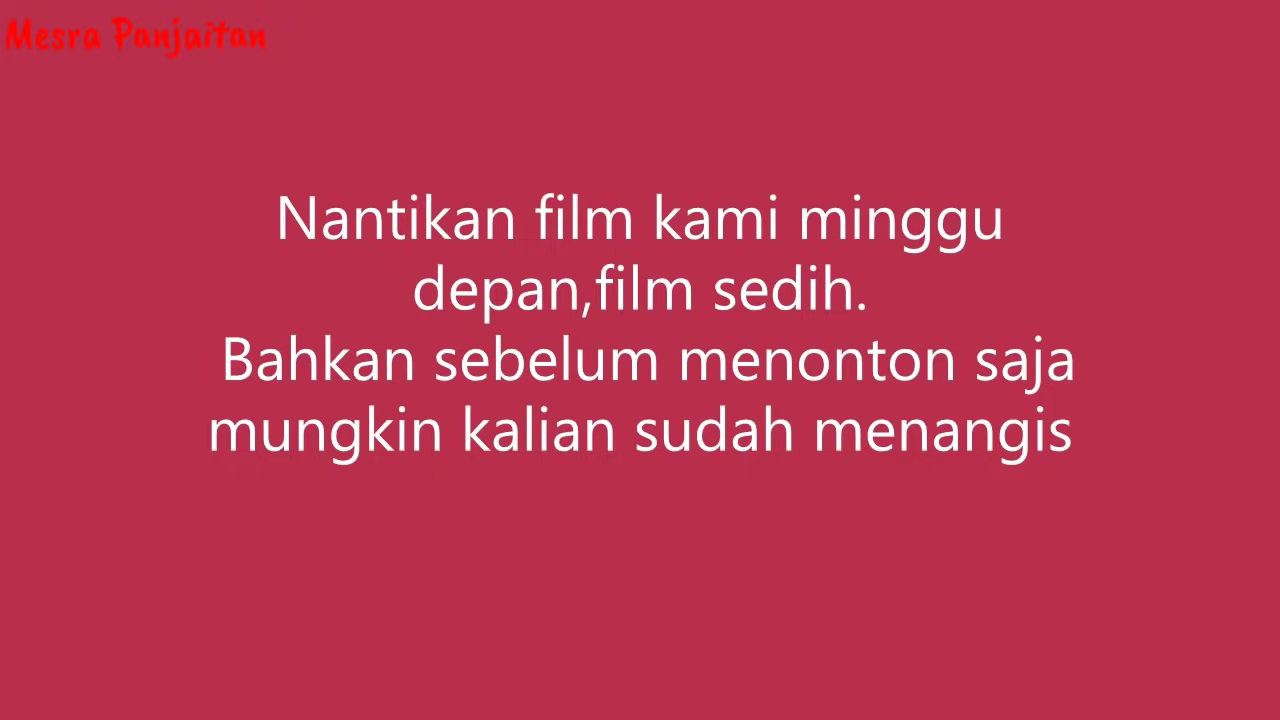 Mesra Panjaitan
Nantikan film kami minggu
depan,film sedih.
Bahkan sebelum menonton saja
mungkin kalian sudah menangis